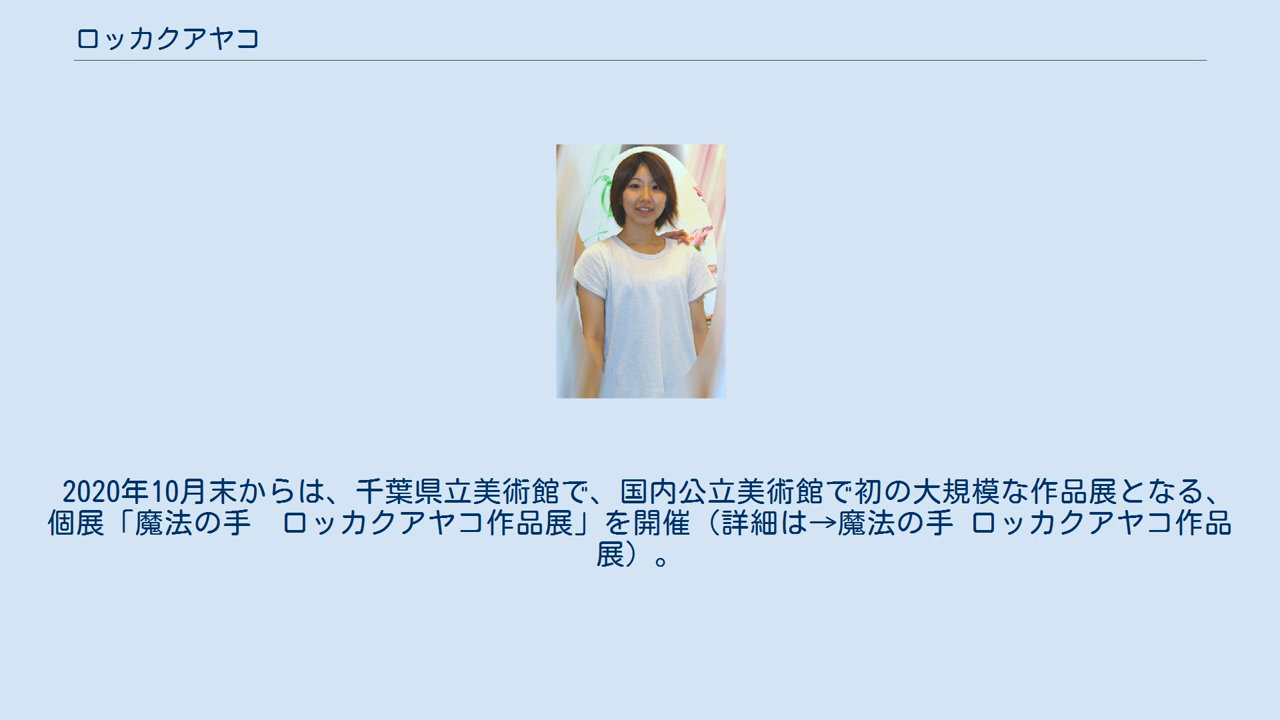 ロッカクアヤコ
2020年10月末からは、千葉県立美術館で、国内公立美術館で初の大規模な作品展となる、
個展「魔法の手　ロッカクアヤコ作品展」を開催（詳細は→魔法の手 ロッカクアヤコ作品
展）。